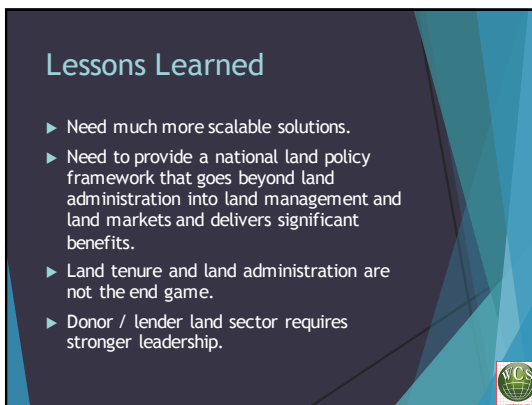 Lessons Learned
▶ Need much more scalable solutions.
▶ Need to provide a national land policy
framework that goes beyond land
administration into land management and
land markets and delivers significant
benefits.
▶ Land tenure and land administration are
not the end game.
▶ Donor / lender land sector requires
stronger leadership.
WCS